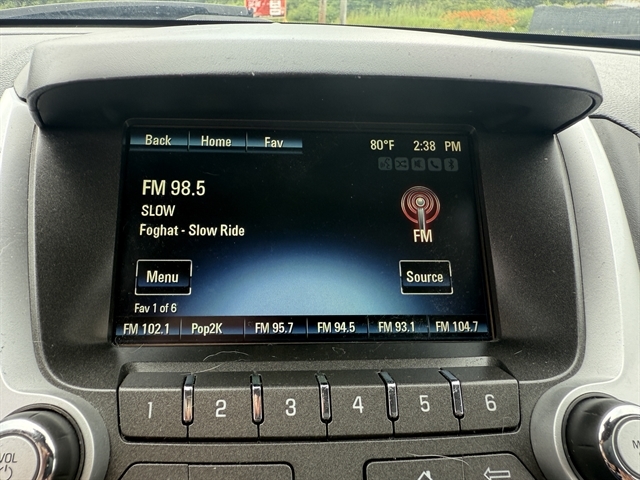 Back Home Fav 80°F 2:38 PM
FM 98.5
SLOW
Foghat - Slow Ride
FM
Menu Source
Fav 1 of 6
FM 102.1 Pop2K FM 95.7 FM 94.5 FM 93.1 FM 104.7
1 2 3 4 5 6
VOL